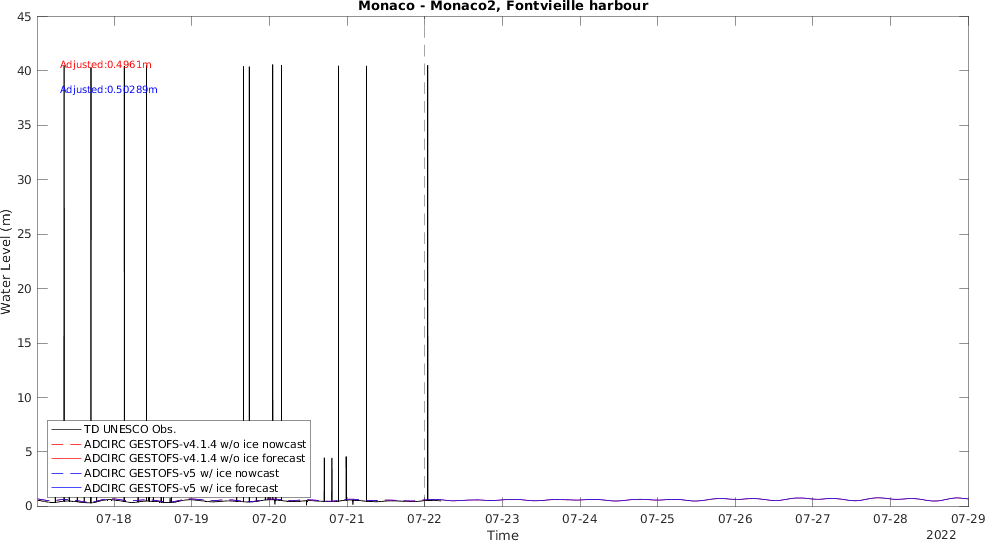 Monaco - Monaco2, Fontvieille harbour
45
40
35
30
25
20
15
10
5
0
Water Level (m)
Adjusted:0.4961m
Adjusted:0.50289m
TD UNESCO Obs.
ADCIRC GESTOFS-v4.1.4 w/o ice nowcast
ADCIRC GESTOFS-v4.1.4 w/o ice forecast
ADCIRC GESTOFS-v5 w/ ice nowcast
ADCIRC GESTOFS-v5 w/ ice forecast
07-18 07-19 07-20 07-21 07-22 07-23 07-24 07-25 07-26 07-27 07-28 07-29
Time
2022